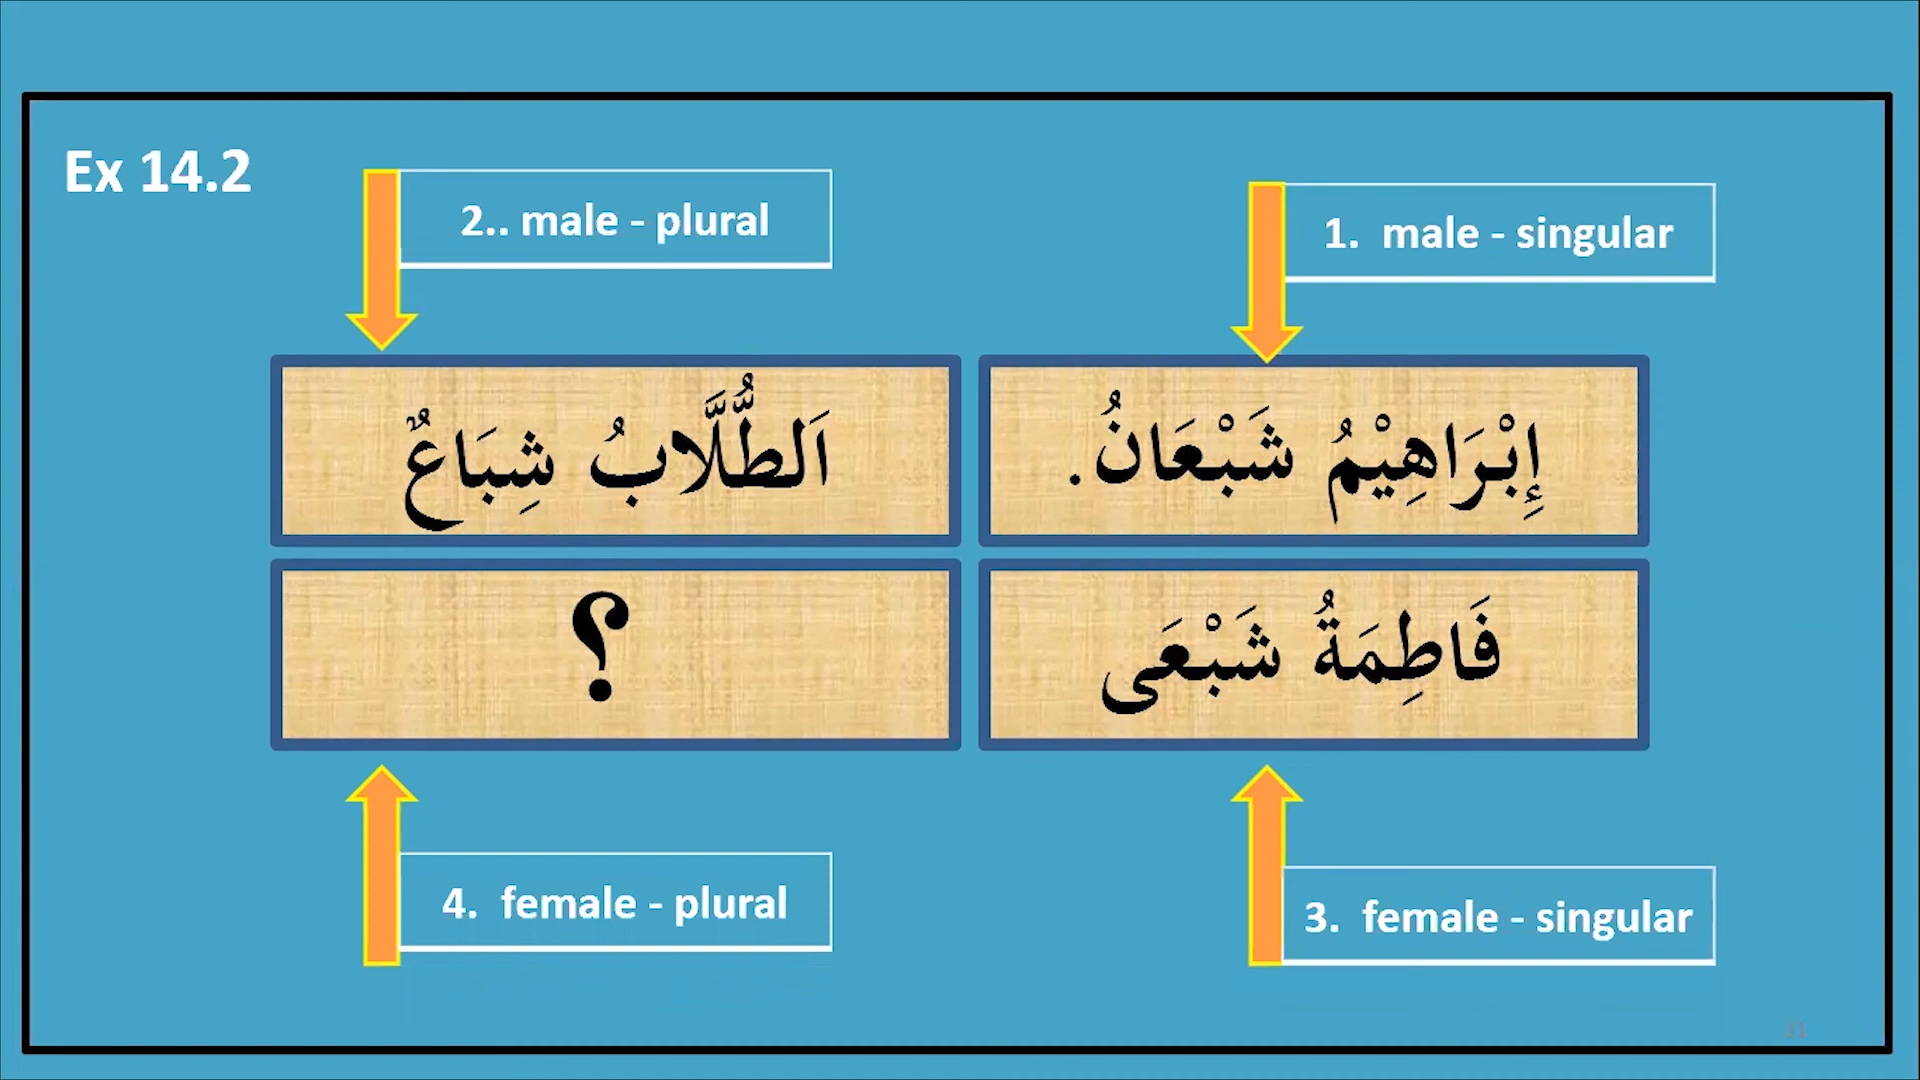 Ex 14.2
2.. male - plural
1. male - singular
إِبْرَاهِيْمُ شَبْعَانُ.
اَلطُّلَّابُ شِبَاعٌ
فَاطِمَةُ شَبْعَى
؟
4. female - plural
3. female - singular